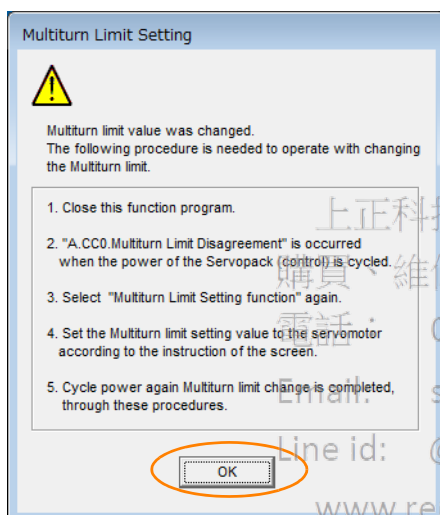 Multiturn Limit Setting
Multiturn limit value was changed.
The following procedure is needed to operate with changing
the Multiturn limit.
1. Close this function program.
2. "A.CC0.Multiturn Limit Disagreement" is occurred
when the power of the Servopack (control) is cycled.
3. Select "Multiturn Limit Setting function" again.
4. Set the Multiturn limit setting value to the servomotor
according to the instruction of the screen.
5. Cycle power again Multiturn limit change is completed,
through these procedures.
OK
上正科
購買、維
電話：
Email:
Line id: @
www.re